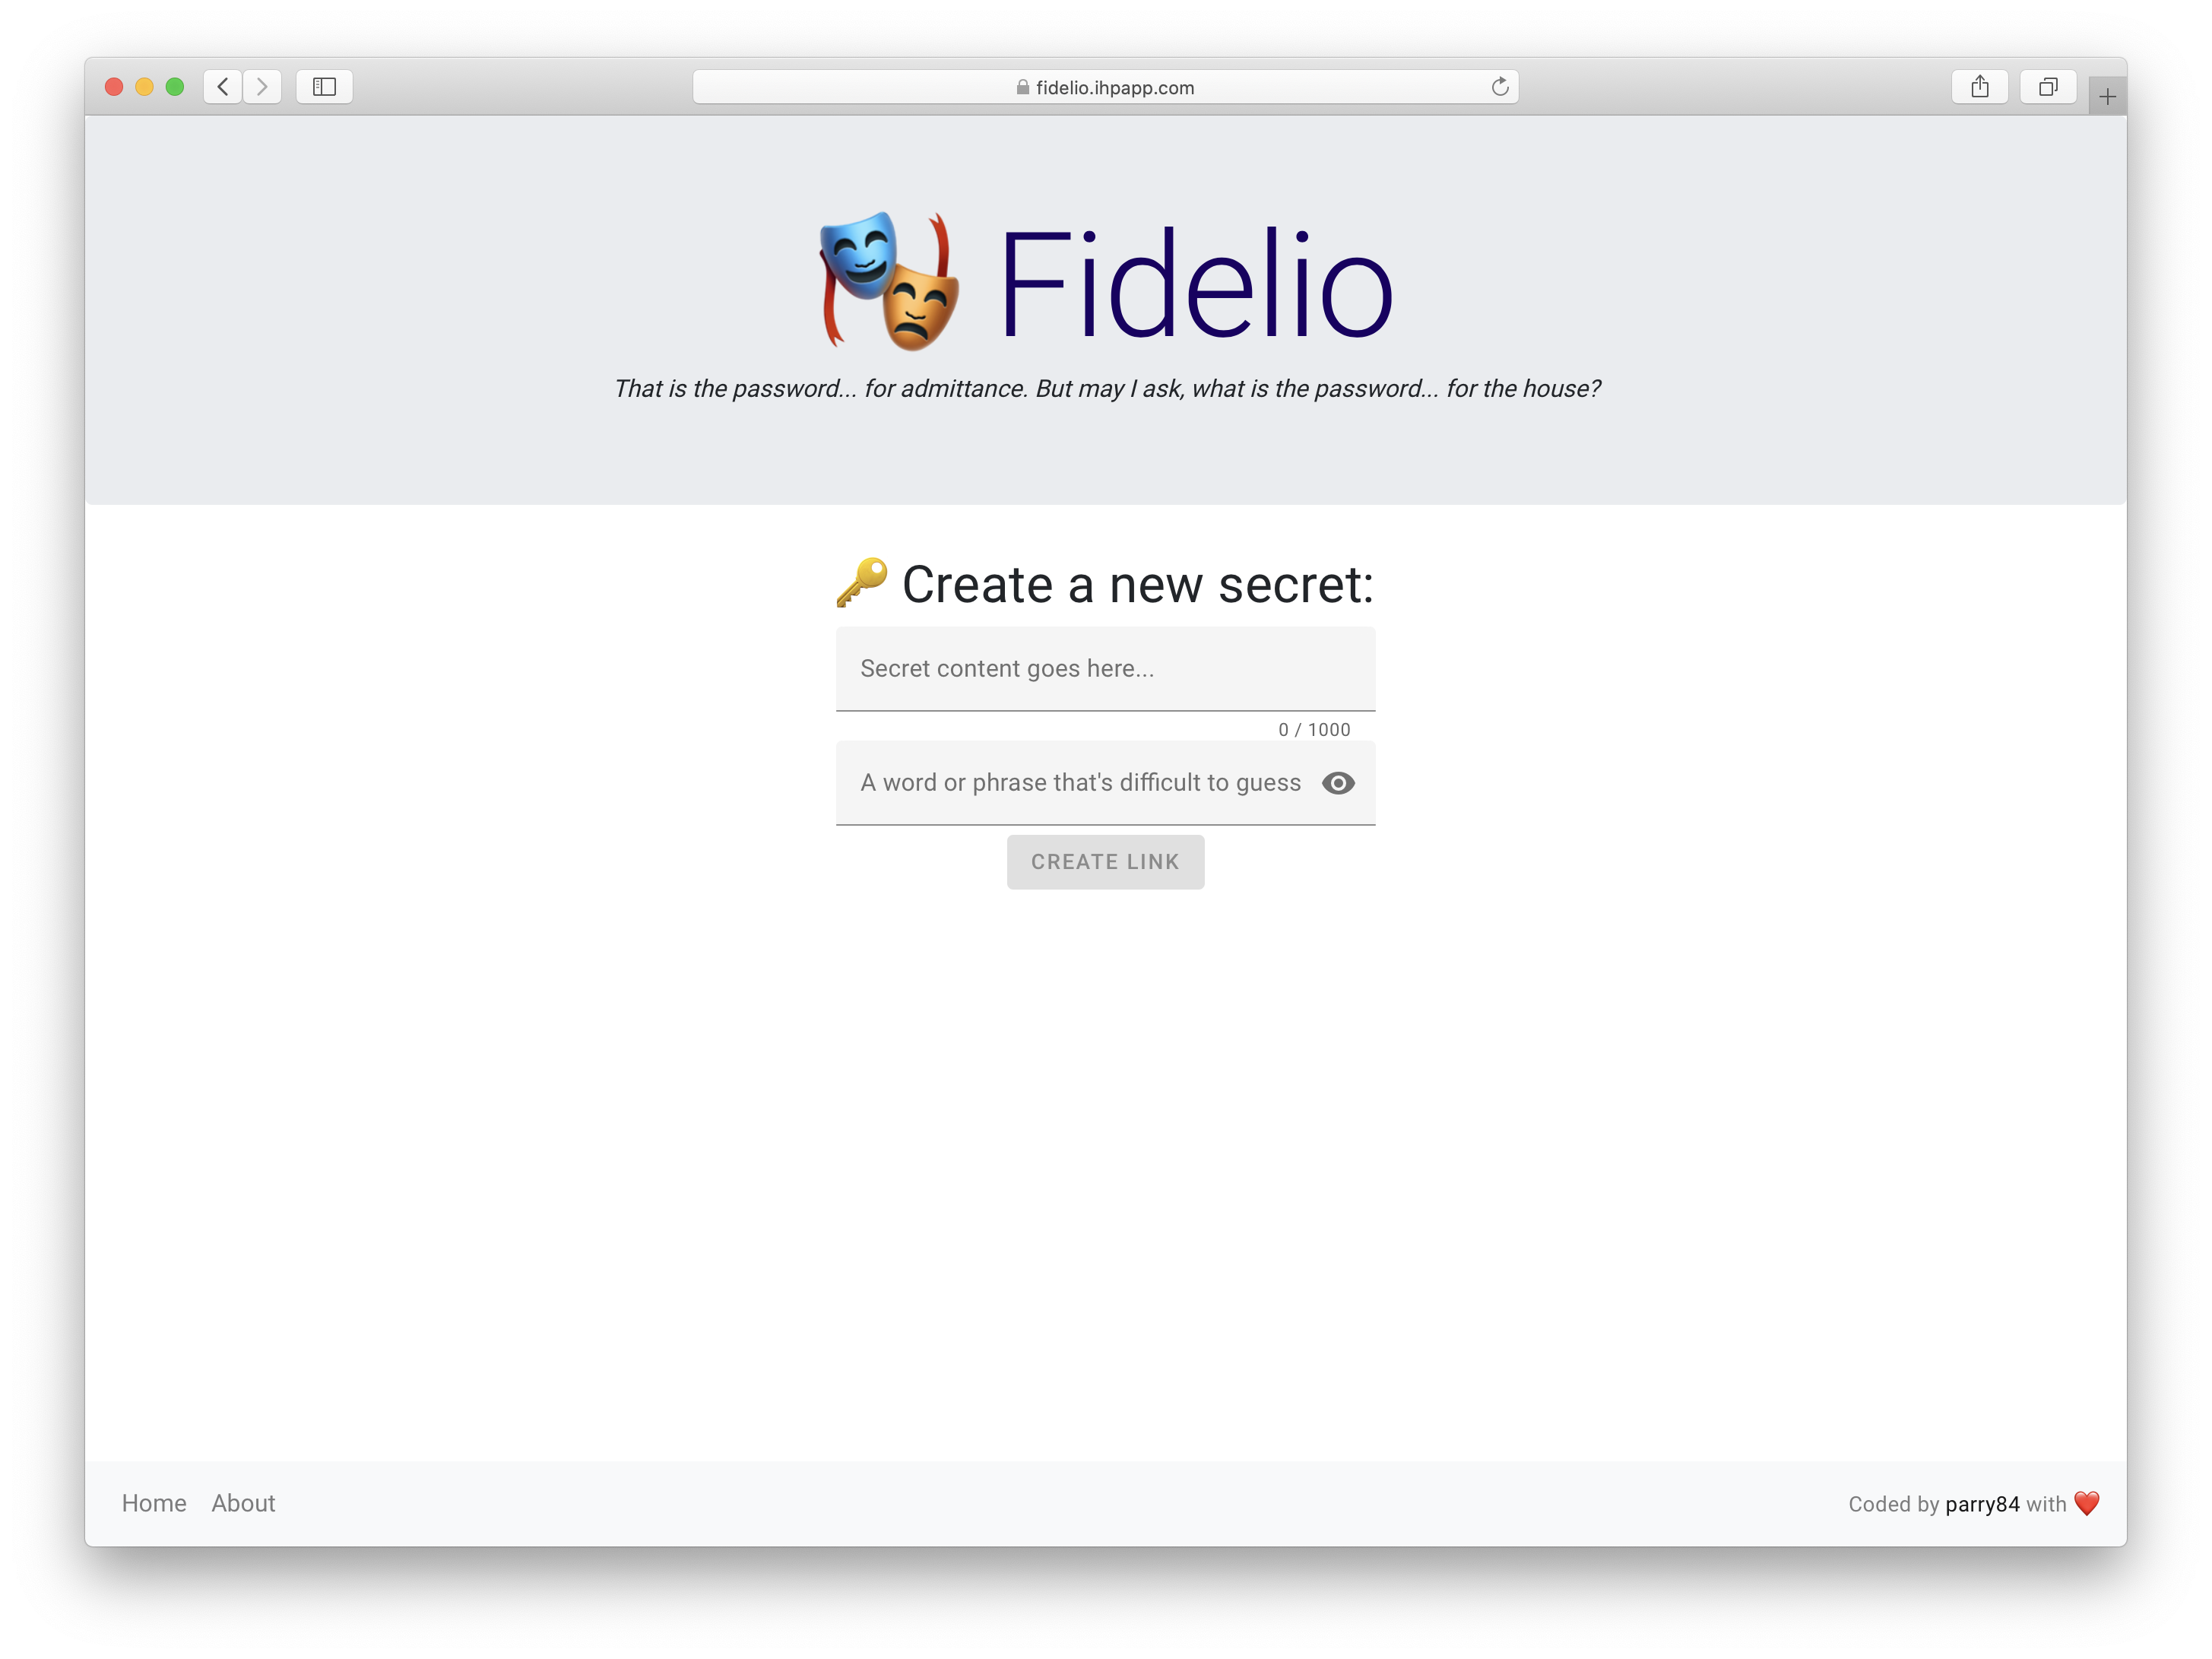 fidelio.ihpapp.com
Fidelio
That is the password... for admittance. But may I ask, what is the password... for the house?
Create a new secret:
Secret content goes here...
0 / 1000
A word or phrase that's difficult to guess
CREATE LINK
Home About
Coded by parry84 with